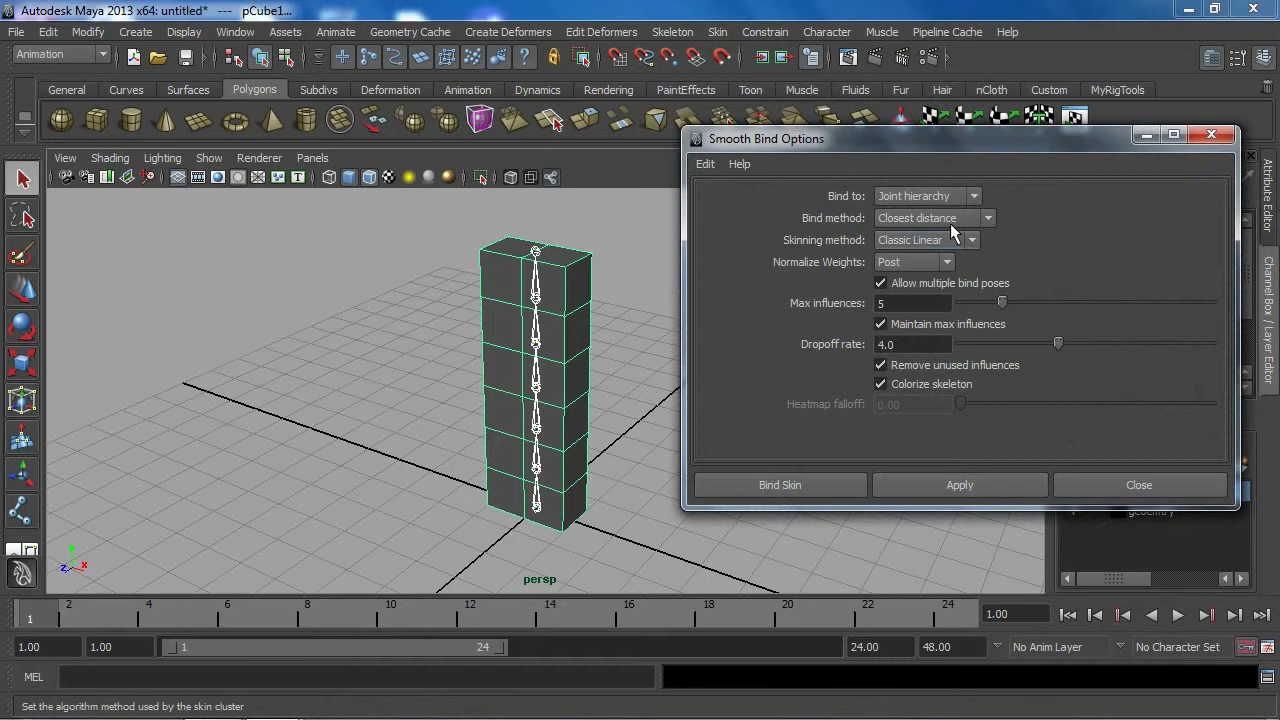 Autodesk Maya 2013 x64: untitled* --- pCube1...
File Edit Modify Create Display Window Assets Animate Geometry Cache Create Deformers Edit Deformers Skeleton Skin Constrain Character Muscle Pipeline Cache Help
Animation
General Curves Surfaces Polygons Subdivs Deformation Animation Dynamics Rendering PaintEffects Toon Muscle Fluids Fur Hair nCloth Custom MyRigTools
View Shading Lighting Show Renderer Panels
Smooth Bind Options
Edit Help
Bind to: Joint hierarchy
Bind method: Closest distance
Skinning method: Classic Linear
Normalize Weights: Post
Allow multiple bind poses
Max influences: 5
Maintain max influences
Dropoff rate: 4.0
Remove unused influences
Colorize skeleton
Heatmap falloff: 0.00
Bind Skin Apply Close
Attribute Editor
Channel Box / Layer Editor
geometry
y
z x
persp
1 2 4 6 8 10 12 14 16 18 20 22 24 1.00
1.00 1.00 1 24 24.00 48.00 No Anim Layer No Character Set
MEL
Set the algorithm method used by the skin cluster